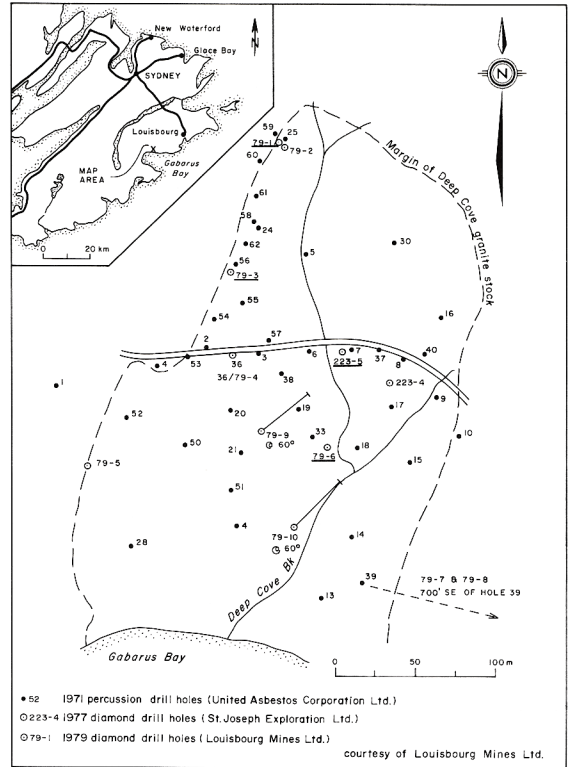 New Waterford
Glace Bay
N
SYDNEY
Louisbourg
MAP
AREA
X
Gabarus
Bay
0 20 km
N
Margin of Deep Cove granite stock
59
25
79-1
79-2
60
61
58
24
62
5
30
56
79-3
55
54
16
57
2
4
53
36
3
6
7
37
8
40
36/79-4
223-5
38
223-4
1
52
20
19
17
9
79-9
60°
33
10
50
21
79-6
18
79-5
15
51
4
79-10
60°
14
28
39
79-7 & 79-8
700' SE OF HOLE 39
13
Deep Cove Bk
Gabarus Bay
0 50 100 m
52 1971 percussion drill holes (United Asbestos Corporation Ltd.)
223-4 1977 diamond drill holes (St. Joseph Exploration Ltd.)
79-1 1979 diamond drill holes (Louisbourg Mines Ltd.)
courtesy of Louisbourg Mines Ltd.